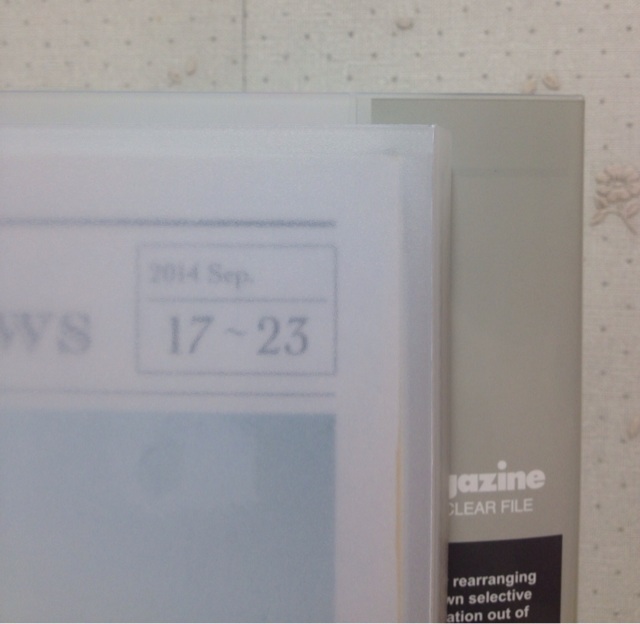 2014 Sep.
ws
17~23
gazine
CLEAR FILE
rearranging
wn selective
ation out of